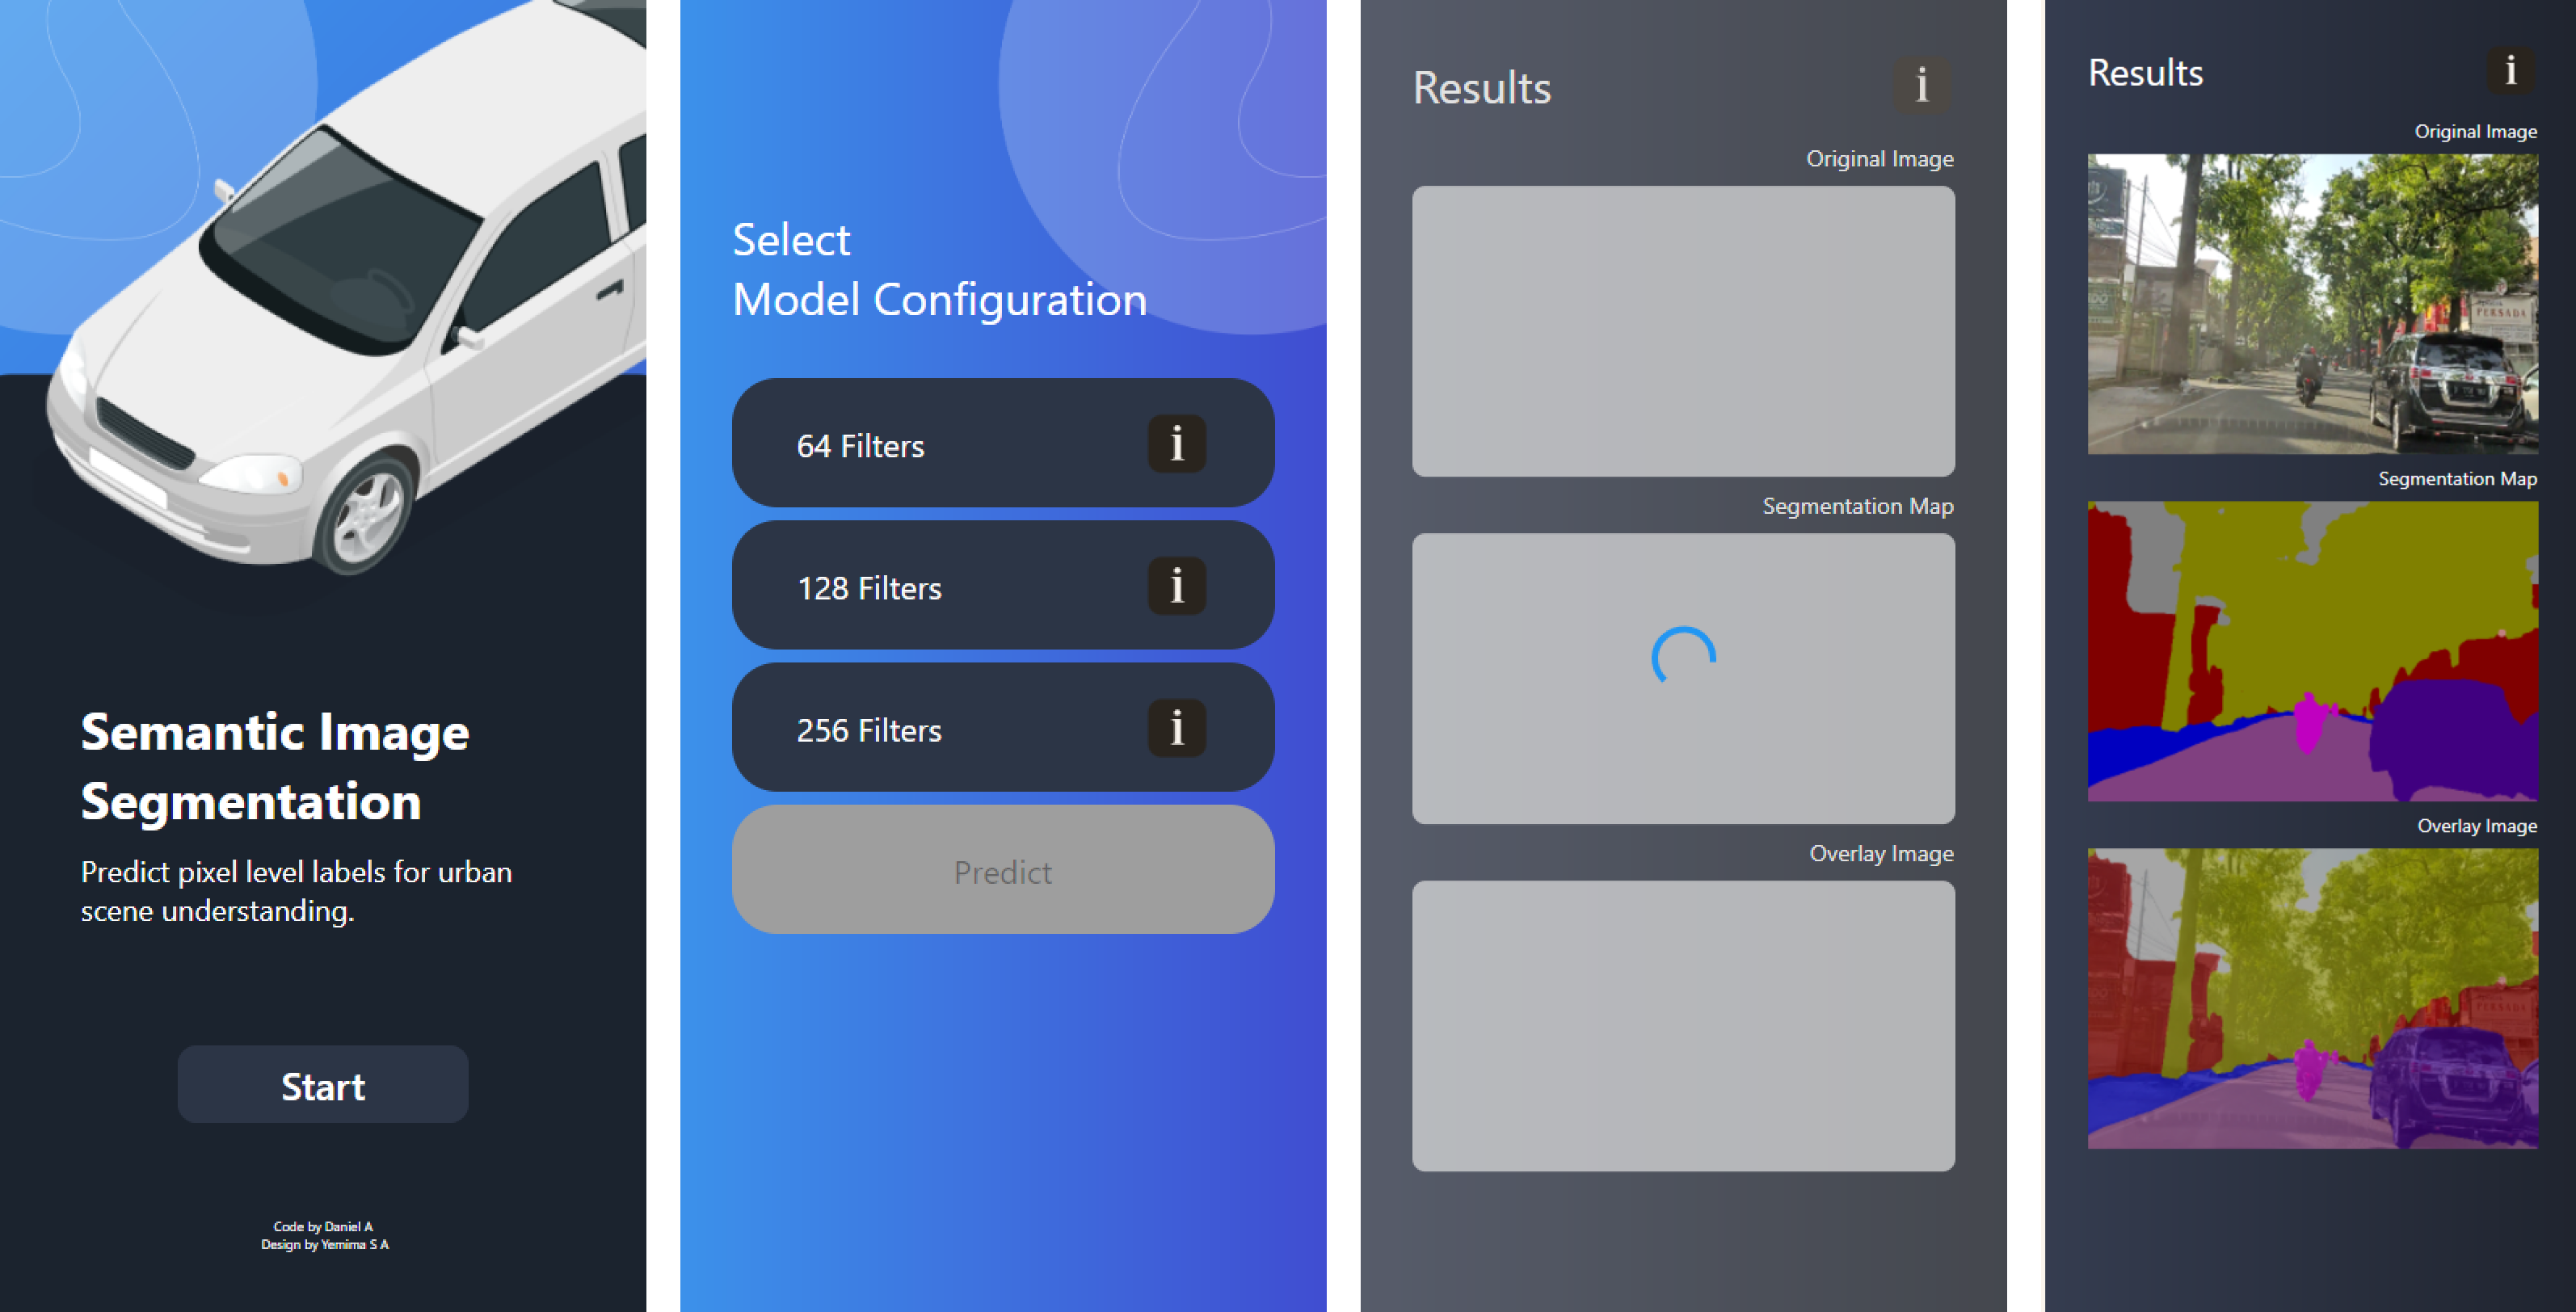 Semantic Image
Segmentation
Predict pixel level labels for urban
scene understanding.
Start
Code by Daniel A
Design by Yemima S A
Select
Model Configuration
64 Filters
i
128 Filters
i
256 Filters
i
Predict
Results
i
Original Image
Segmentation Map
Overlay Image
Results
i
Original Image
PERSADA
Segmentation Map
Overlay Image
PERSADA